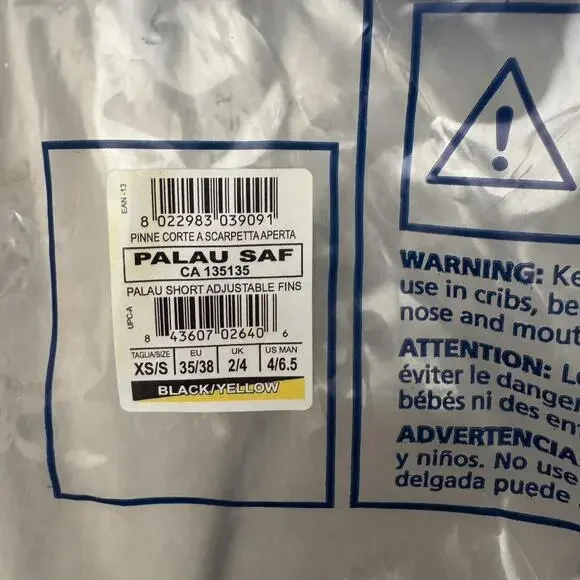 EAN -13
8 022983 039091
PINNE CORTE A SCARPETTA APERTA
PALAU SAF
CA 135135
PALAU SHORT ADJUSTABLE FINS
UPC-A
8 43607 02640 6
TAGLIA/SIZE EU UK US MAN
XS/S 35/38 2/4 4/6.5
BLACK/YELLOW
!
WARNING: Ke
use in cribs, be
nose and mout
ATTENTION: L
éviter le danger
bébés ni des en
ADVERTENCIA
y niños. No use
delgada puede